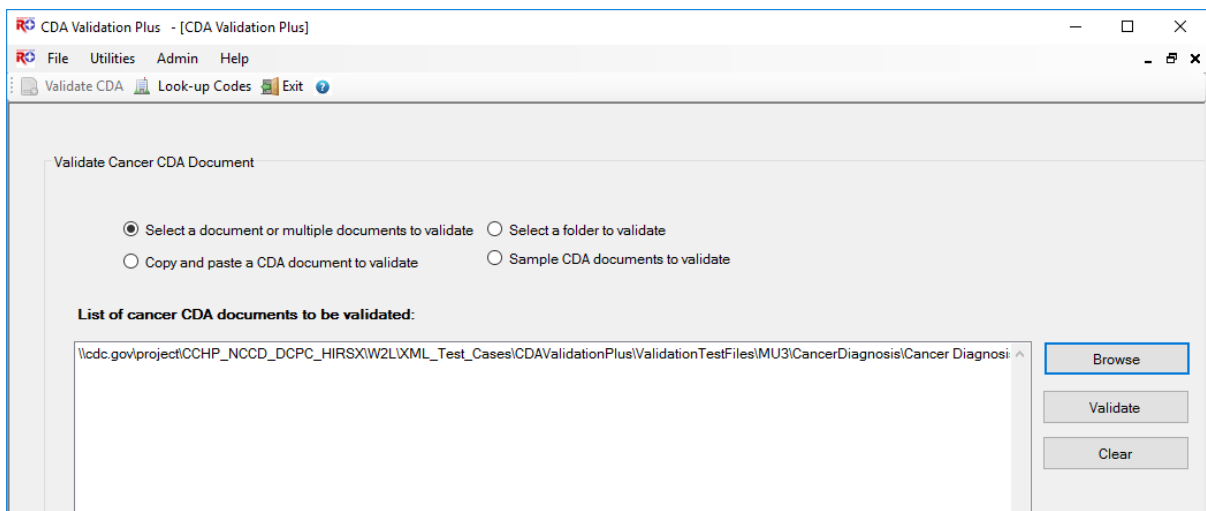 CDA Validation Plus - [CDA Validation Plus]
File Utilities Admin Help
Validate CDA Look-up Codes Exit
Validate Cancer CDA Document
Select a document or multiple documents to validate Select a folder to validate
Copy and paste a CDA document to validate Sample CDA documents to validate
List of cancer CDA documents to be validated:
\\cdc.gov\project\CCHP_NCCD_DCPC_HIRSX\W2L\XML_Test_Cases\CDAValidationPlus\ValidationTestFiles\MU3\CancerDiagnosis\Cancer Diagnosi
Browse
Validate
Clear